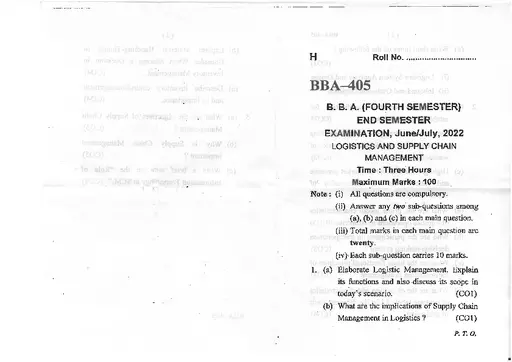 H Roll No. ..............................
BBA–405
B. B. A. (FOURTH SEMESTER)
END SEMESTER
EXAMINATION, June/July, 2022
LOGISTICS AND SUPPLY CHAIN
MANAGEMENT
Time : Three Hours
Maximum Marks : 100
Note : (i) All questions are compulsory.
(ii) Answer any two sub-questions among
(a), (b) and (c) in each main question.
(iii) Total marks in each main question are
twenty.
(iv) Each sub-question carries 10 marks.
1. (a) Elaborate Logistic Management. Explain
its functions and also discuss its scope in
today's scenario. (CO1)
(b) What are the implications of Supply Chain
Management in Logistics ? (CO1)
P. T. O.